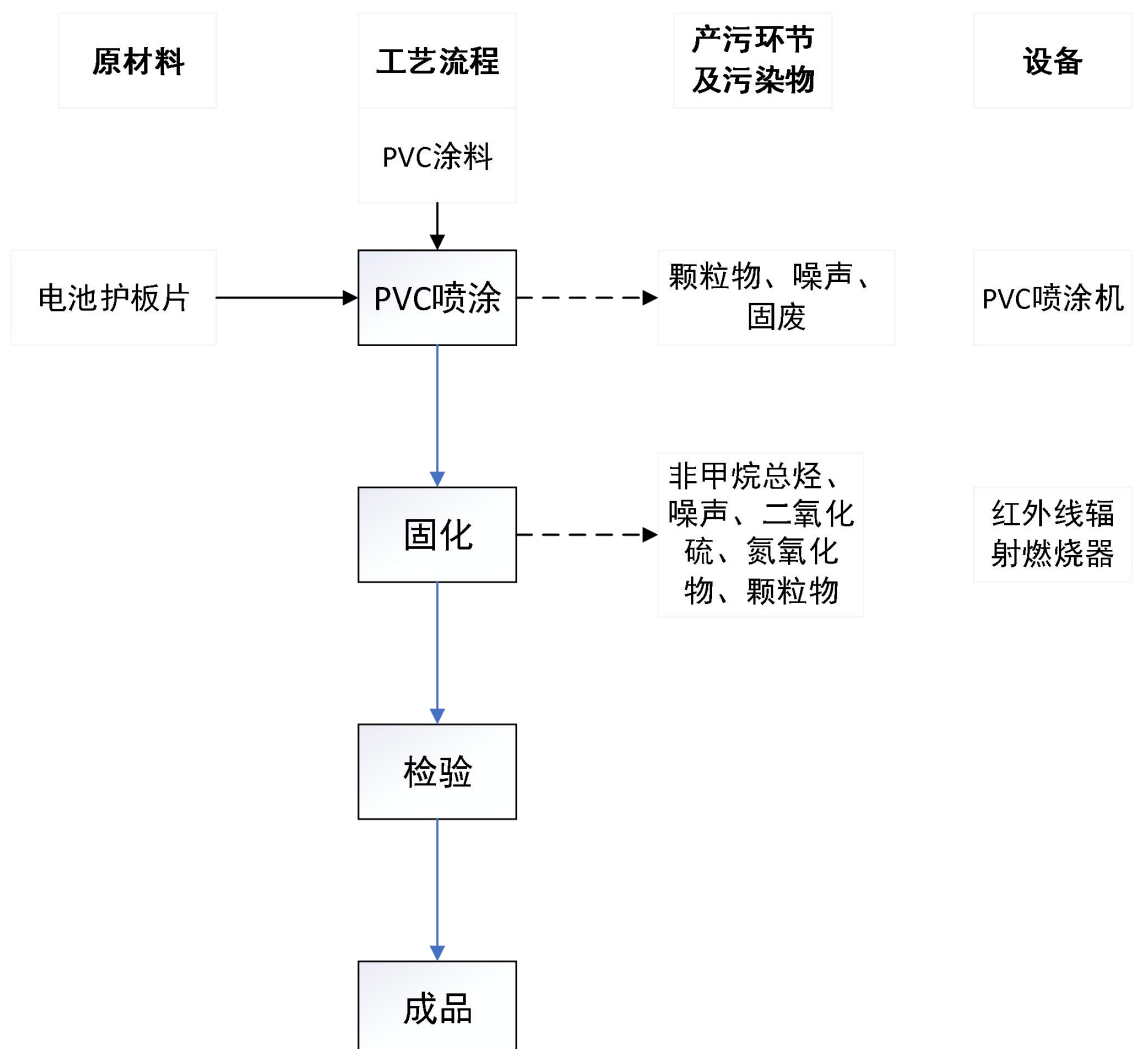 原材料
工艺流程
产污环节
及污染物
设备
PVC涂料
电池护板片
PVC喷涂
颗粒物、噪声、
固废
PVC喷涂机
固化
非甲烷总烃、
噪声、二氧化
硫、氮氧化
物、颗粒物
红外线辐
射燃烧器
检验
成品